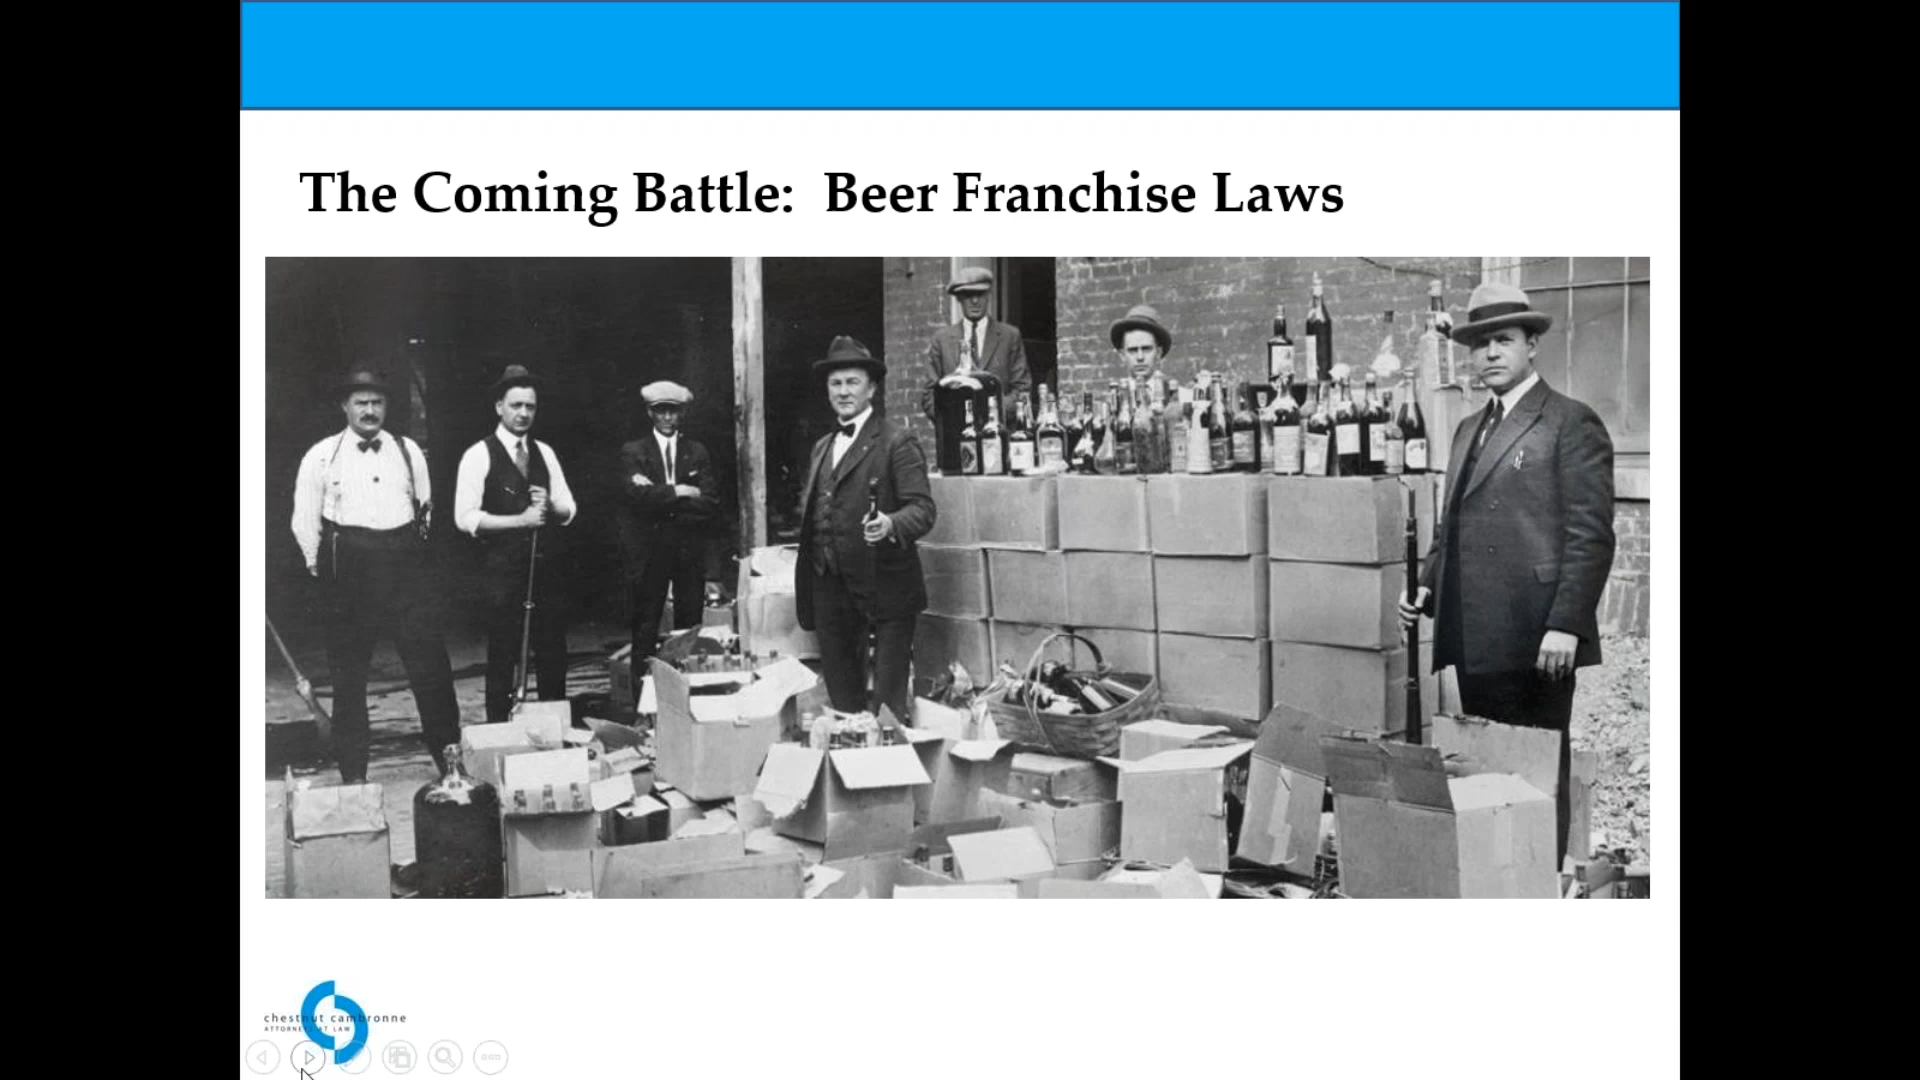 The Coming Battle:  Beer Franchise Laws
chestnut cambronne
ATTORNEYS AT LAW